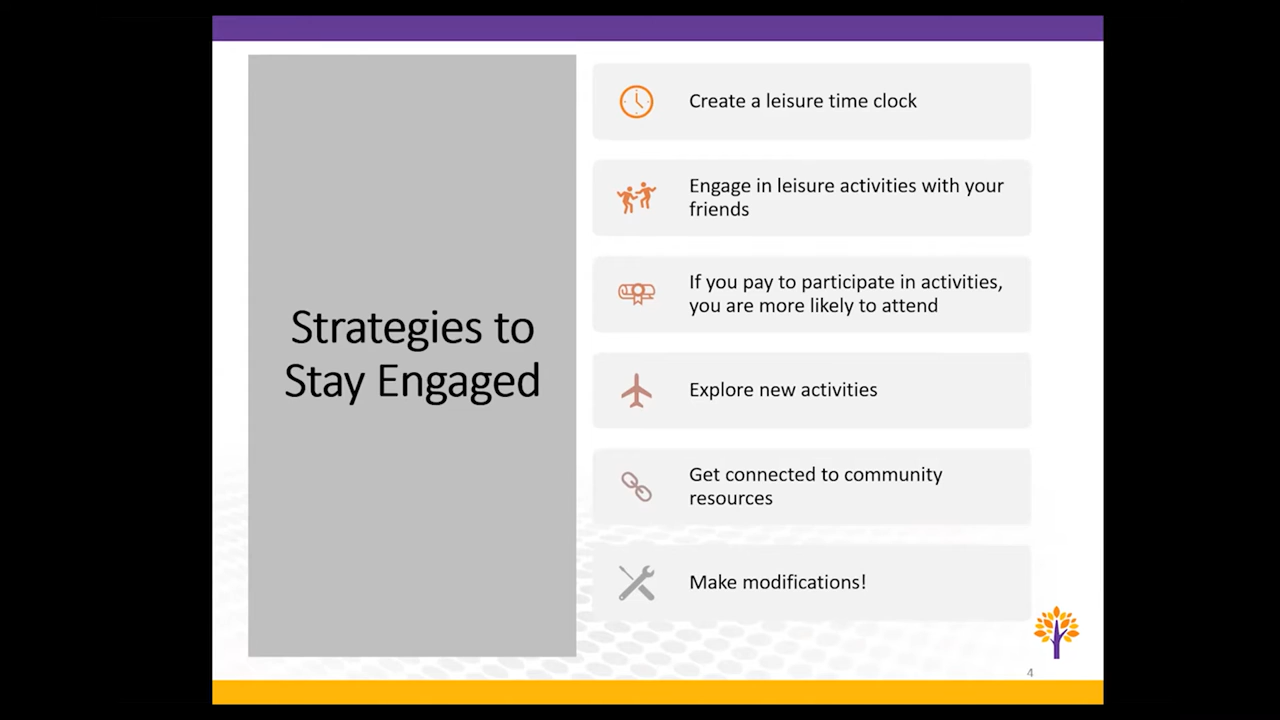 Strategies to
Stay Engaged
Create a leisure time clock
Engage in leisure activities with your
friends
If you pay to participate in activities,
you are more likely to attend
Explore new activities
Get connected to community
resources
Make modifications!
4